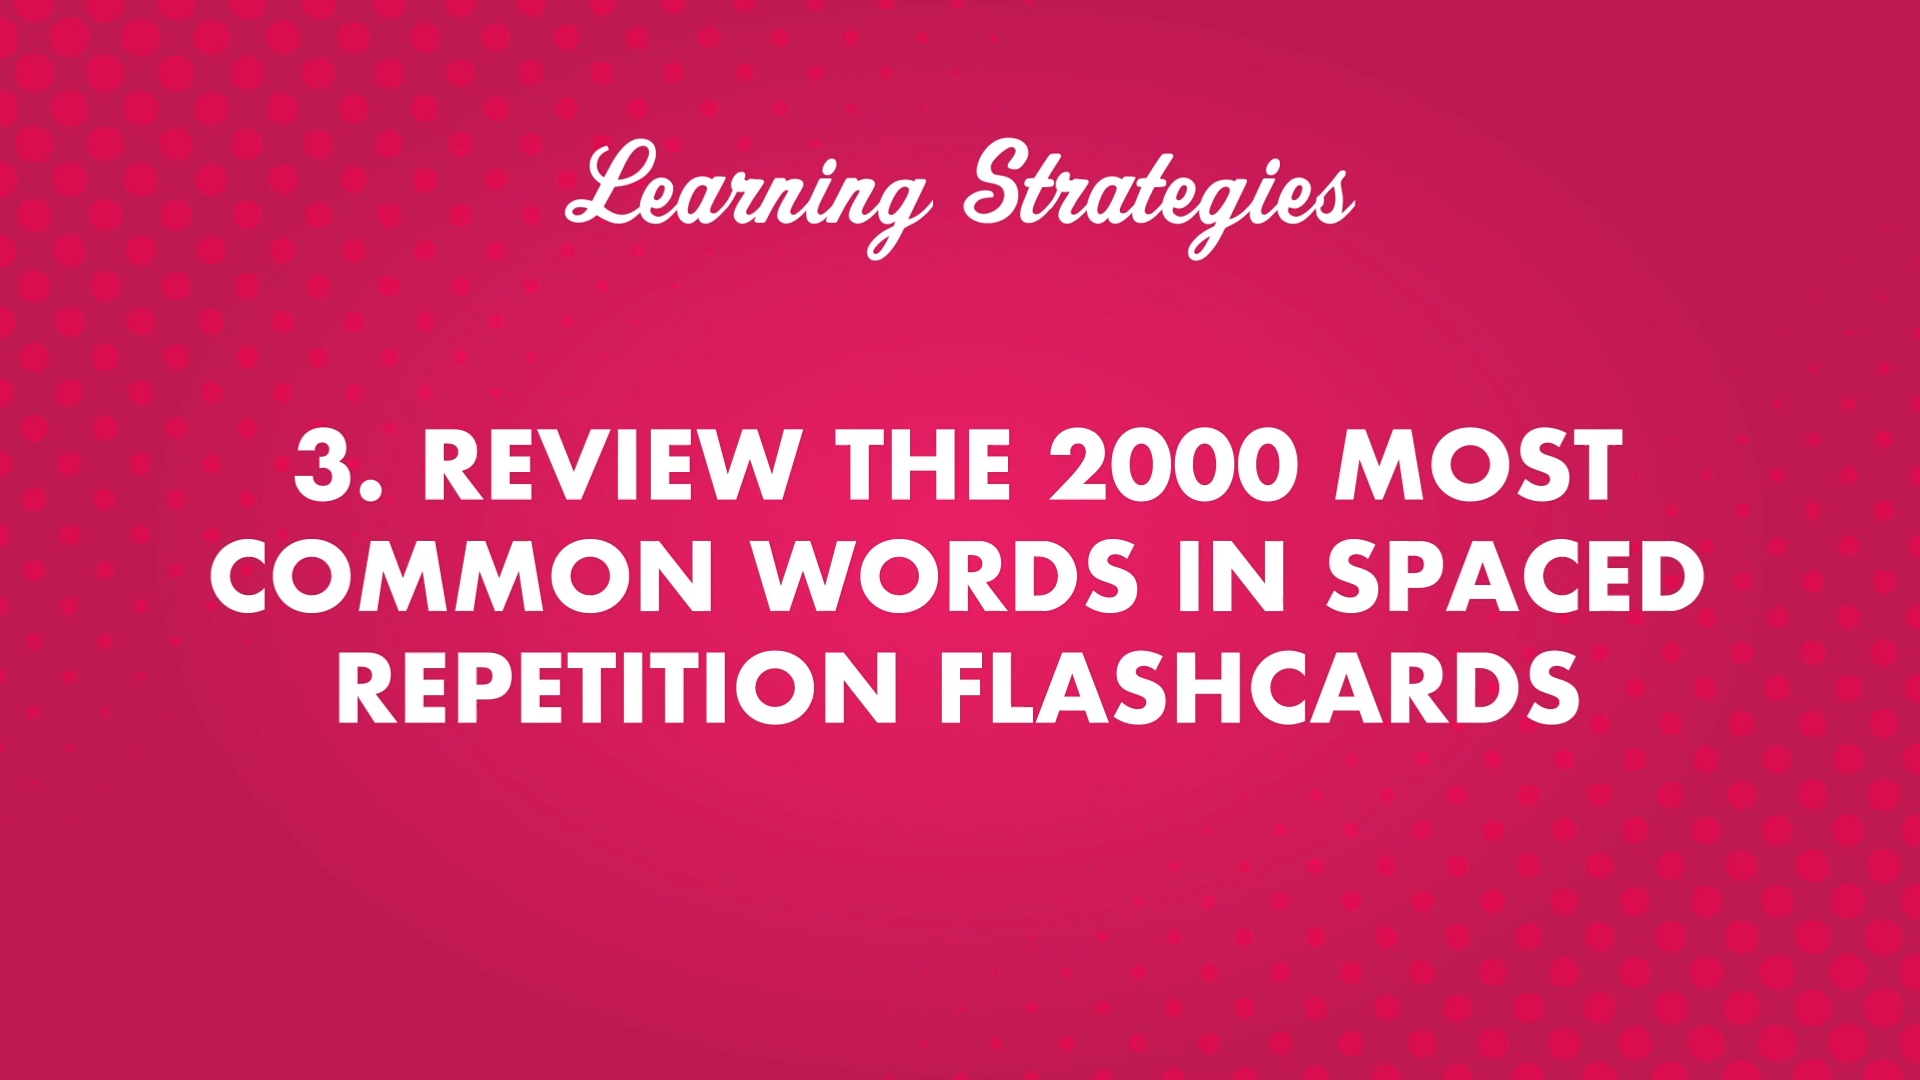 Learning Strategies
3. REVIEW THE 2000 MOST
COMMON WORDS IN SPACED
REPETITION FLASHCARDS